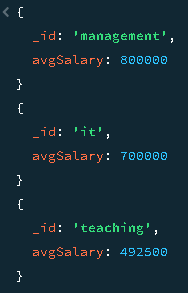 < {
_id: 'management',
avgSalary: 800000
}
{
_id: 'it',
avgSalary: 700000
}
{
_id: 'teaching',
avgSalary: 492500
}